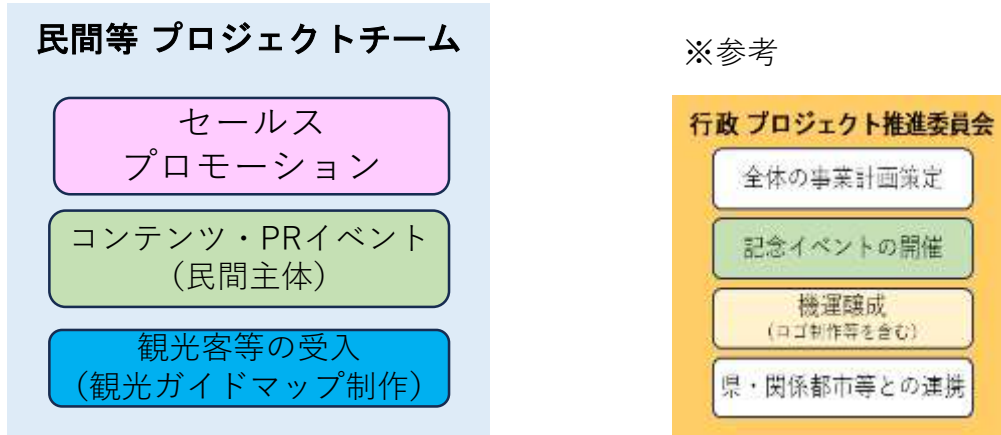 民間等 プロジェクトチーム
セールス
プロモーション
コンテンツ・PRイベント
（民間主体）
観光客等の受入
（観光ガイドマップ制作）
※参考
行政 プロジェクト推進委員会
全体の事業計画策定
記念イベントの開催
機運醸成
（ロゴ制作等を含む）
県・関係都市等との連携